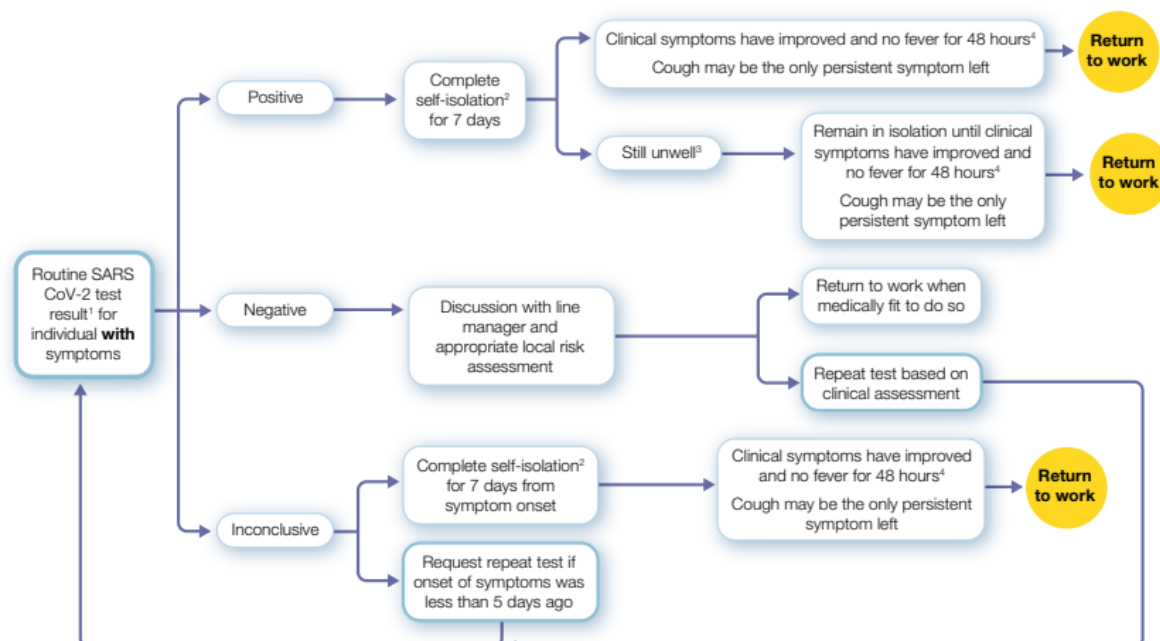 Clinical symptoms have improved and no fever for 48 hours⁴
Cough may be the only persistent symptom left
Return
to work
Positive
Complete
self-isolation²
for 7 days
Still unwell³
Remain in isolation until clinical
symptoms have improved and
no fever for 48 hours⁴
Cough may be the only
persistent symptom left
Return
to work
Routine SARS
CoV-2 test
result¹ for
individual with
symptoms
Negative
Discussion with line
manager and
appropriate local risk
assessment
Return to work when
medically fit to do so
Repeat test based on
clinical assessment
Inconclusive
Complete self-isolation²
for 7 days from
symptom onset
Clinical symptoms have improved
and no fever for 48 hours⁴
Cough may be the only persistent
symptom left
Return
to work
Request repeat test if
onset of symptoms was
less than 5 days ago